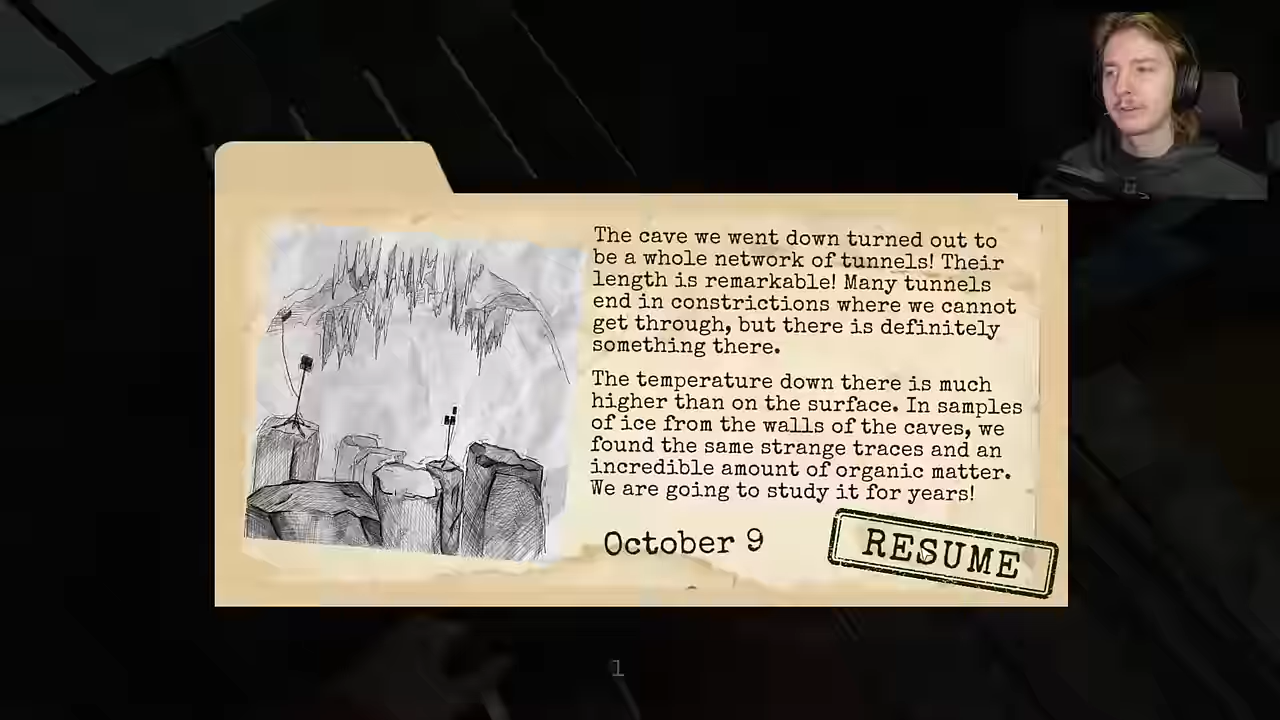 The cave we went down turned out to
be a whole network of tunnels! Their
length is remarkable! Many tunnels
end in constrictions where we cannot
get through, but there is definitely
something there.
The temperature down there is much
higher than on the surface. In samples
of ice from the walls of the caves, we
found the same strange traces and an
incredible amount of organic matter.
We are going to study it for years!
October 9
RESUME
1